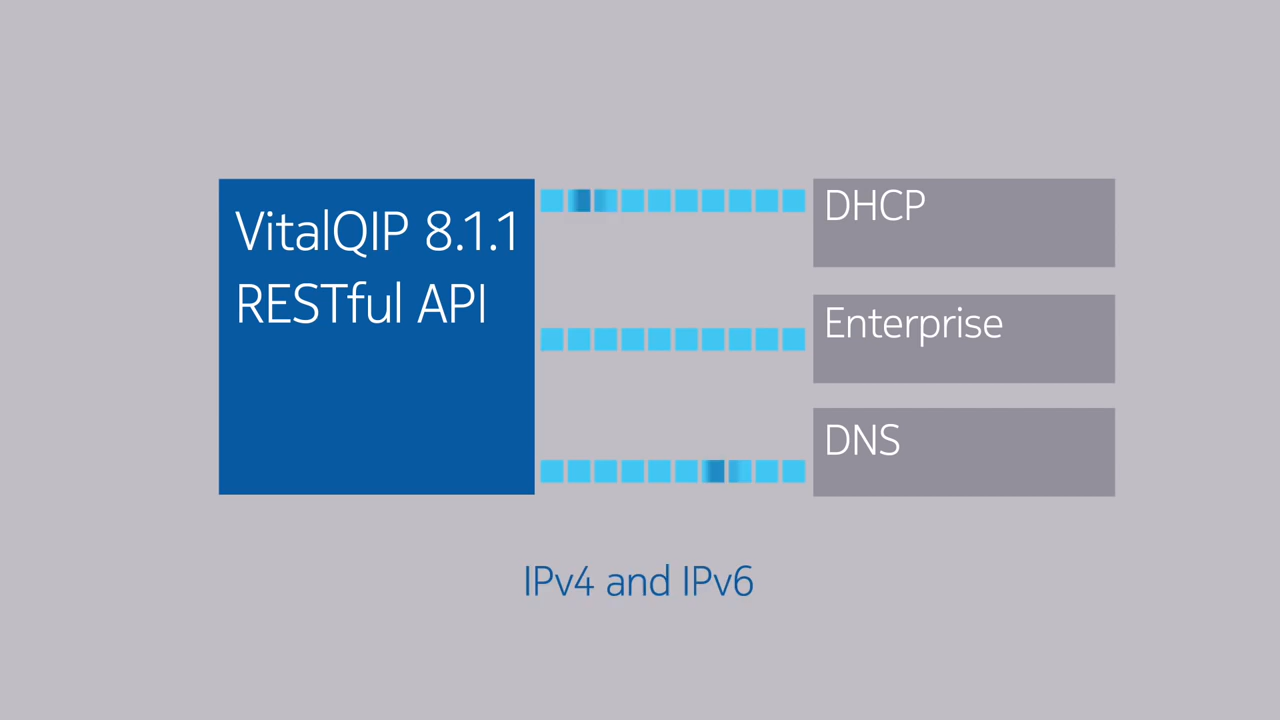 VitalQIP 8.1.1
RESTful API
DHCP
Enterprise
DNS
IPv4 and IPv6